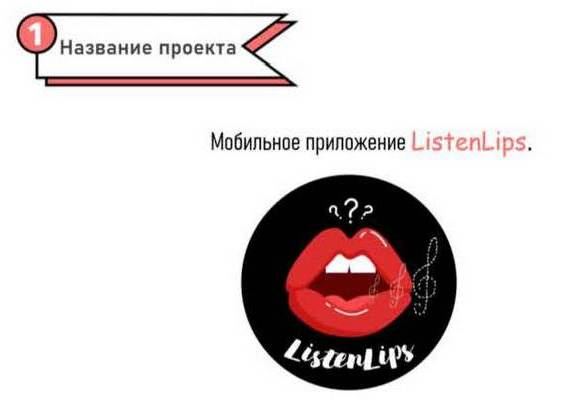 1
Название проекта
Мобильное приложение ListenLips.
???
ListenLips